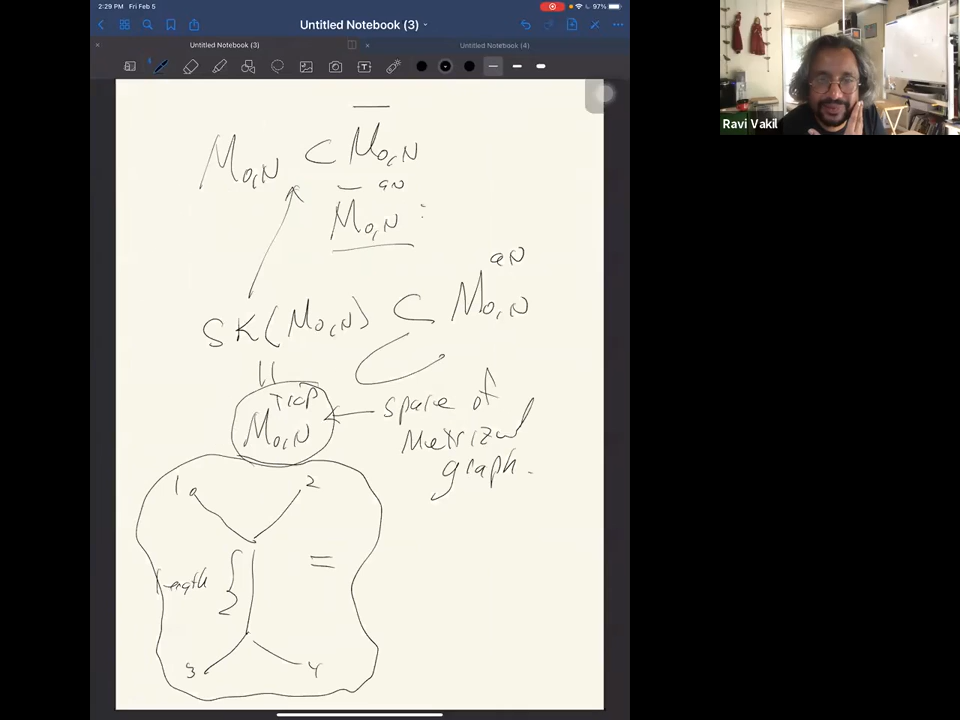 2:29 PM Fri Feb 5
97%
Untitled Notebook (3)
Untitled Notebook (3)
Untitled Notebook (4)
Ravi Vakil
M0,N ⊂ M̅0,N
M̅0,N an :
SK(M0,N) ⊂ M0,N an
||
M0,N trop ← space of
metrized
graph.
1 2
length { =
3 4